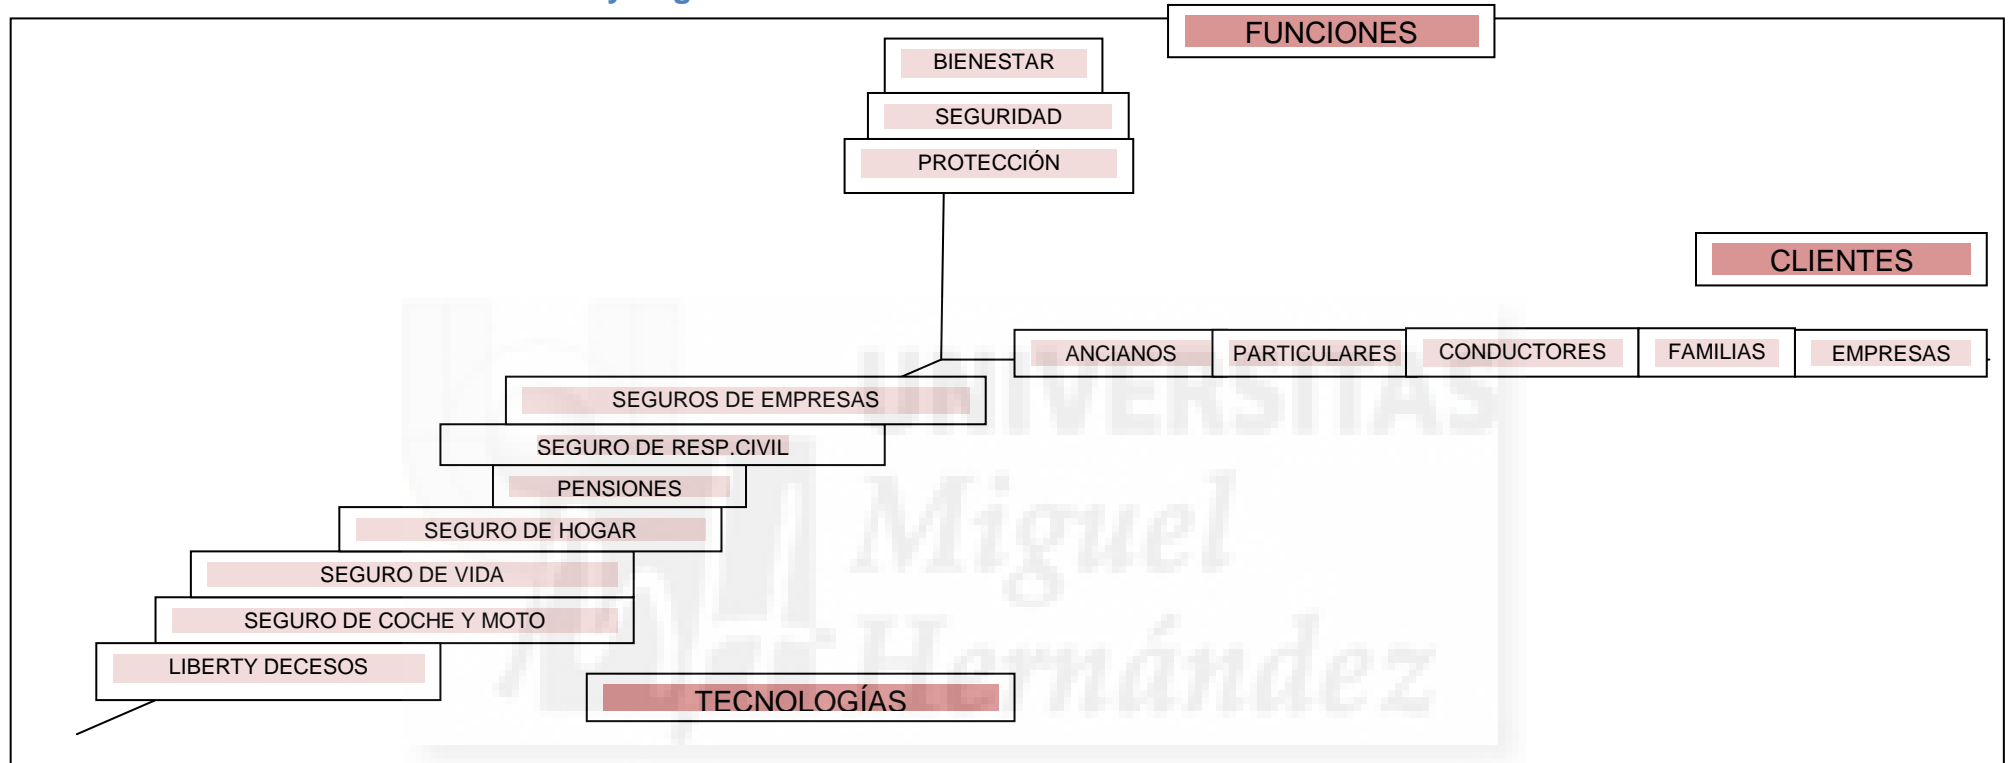 FUNCIONES
BIENESTAR
SEGURIDAD
PROTECCIÓN
CLIENTES
ANCIANOS PARTICULARES CONDUCTORES FAMILIAS EMPRESAS
SEGUROS DE EMPRESAS
SEGURO DE RESP.CIVIL
PENSIONES
SEGURO DE HOGAR
SEGURO DE VIDA
SEGURO DE COCHE Y MOTO
LIBERTY DECESOS
TECNOLOGÍAS
UNIVERSITAS
Miguel
Hernández